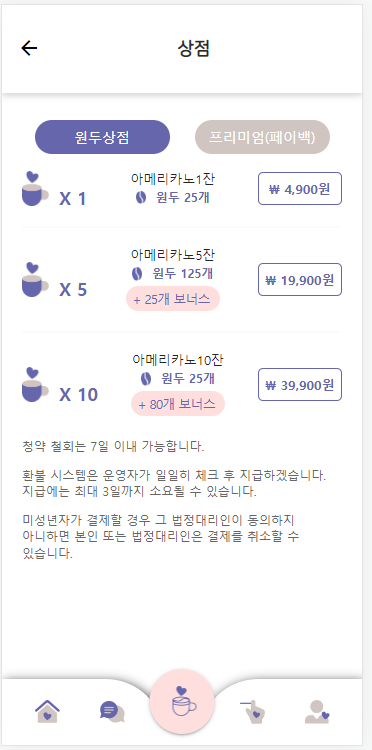 상점
원두상점
프리미엄(페이백)
아메리카노1잔
X 1
원두 25개
₩ 4,900원
아메리카노5잔
X 5
원두 125개
₩ 19,900원
+ 25개 보너스
아메리카노10잔
X 10
원두 25개
₩ 39,900원
+ 80개 보너스
청약 철회는 7일 이내 가능합니다.
환불 시스템은 운영자가 일일히 체크 후 지급하겠습니다.
지급에는 최대 3일까지 소요될 수 있습니다.
미성년자가 결제할 경우 그 법정대리인이 동의하지
아니하면 본인 또는 법정대리인은 결제를 취소할 수
있습니다.